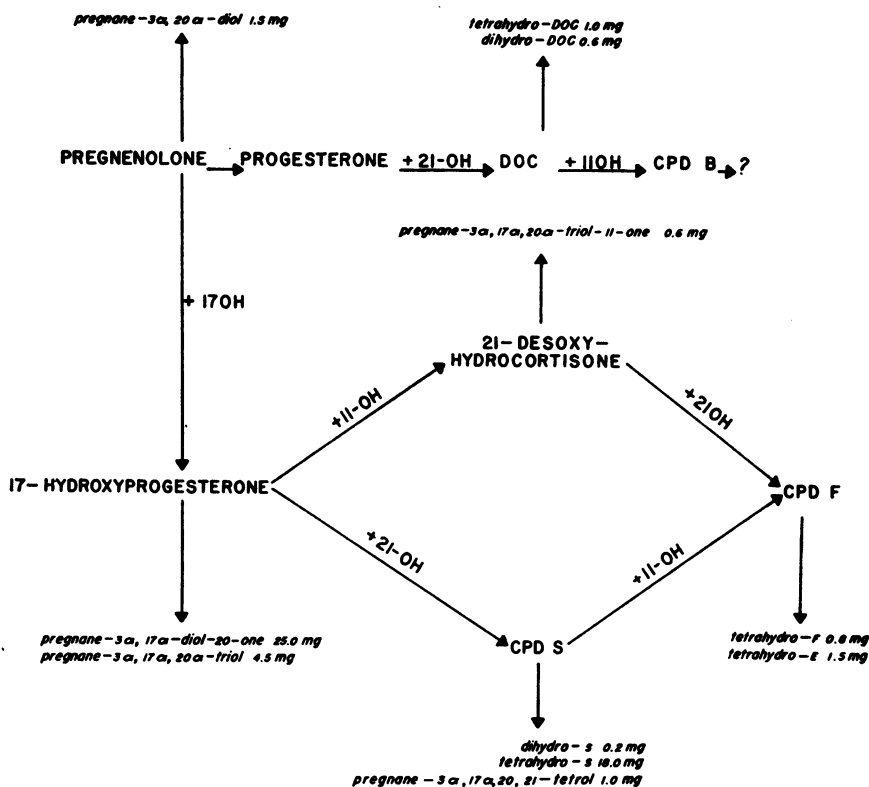 pregnane-3α, 20α-diol 1.5 mg
tetrahydro-DOC 1.0 mg
dihydro-DOC 0.6 mg
PREGNENOLONE
PROGESTERONE
+21-OH
DOC
+11OH
CPD B
?
pregnane-3α, 17α, 20α-triol-11-one 0.6 mg
+ 17OH
21-DESOXY-
HYDROCORTISONE
+11-OH
+21OH
17-HYDROXYPROGESTERONE
CPD F
+21-OH
+11-OH
pregnane-3α, 17α-diol-20-one 25.0 mg
pregnane-3α, 17α, 20α-triol 4.5 mg
CPD S
tetrahydro-F 0.8 mg
tetrahydro-E 1.5 mg
dihydro-S 0.2 mg
tetrahydro-S 18.0 mg
pregnane-3α, 17α, 20, 21-tetrol 1.0 mg